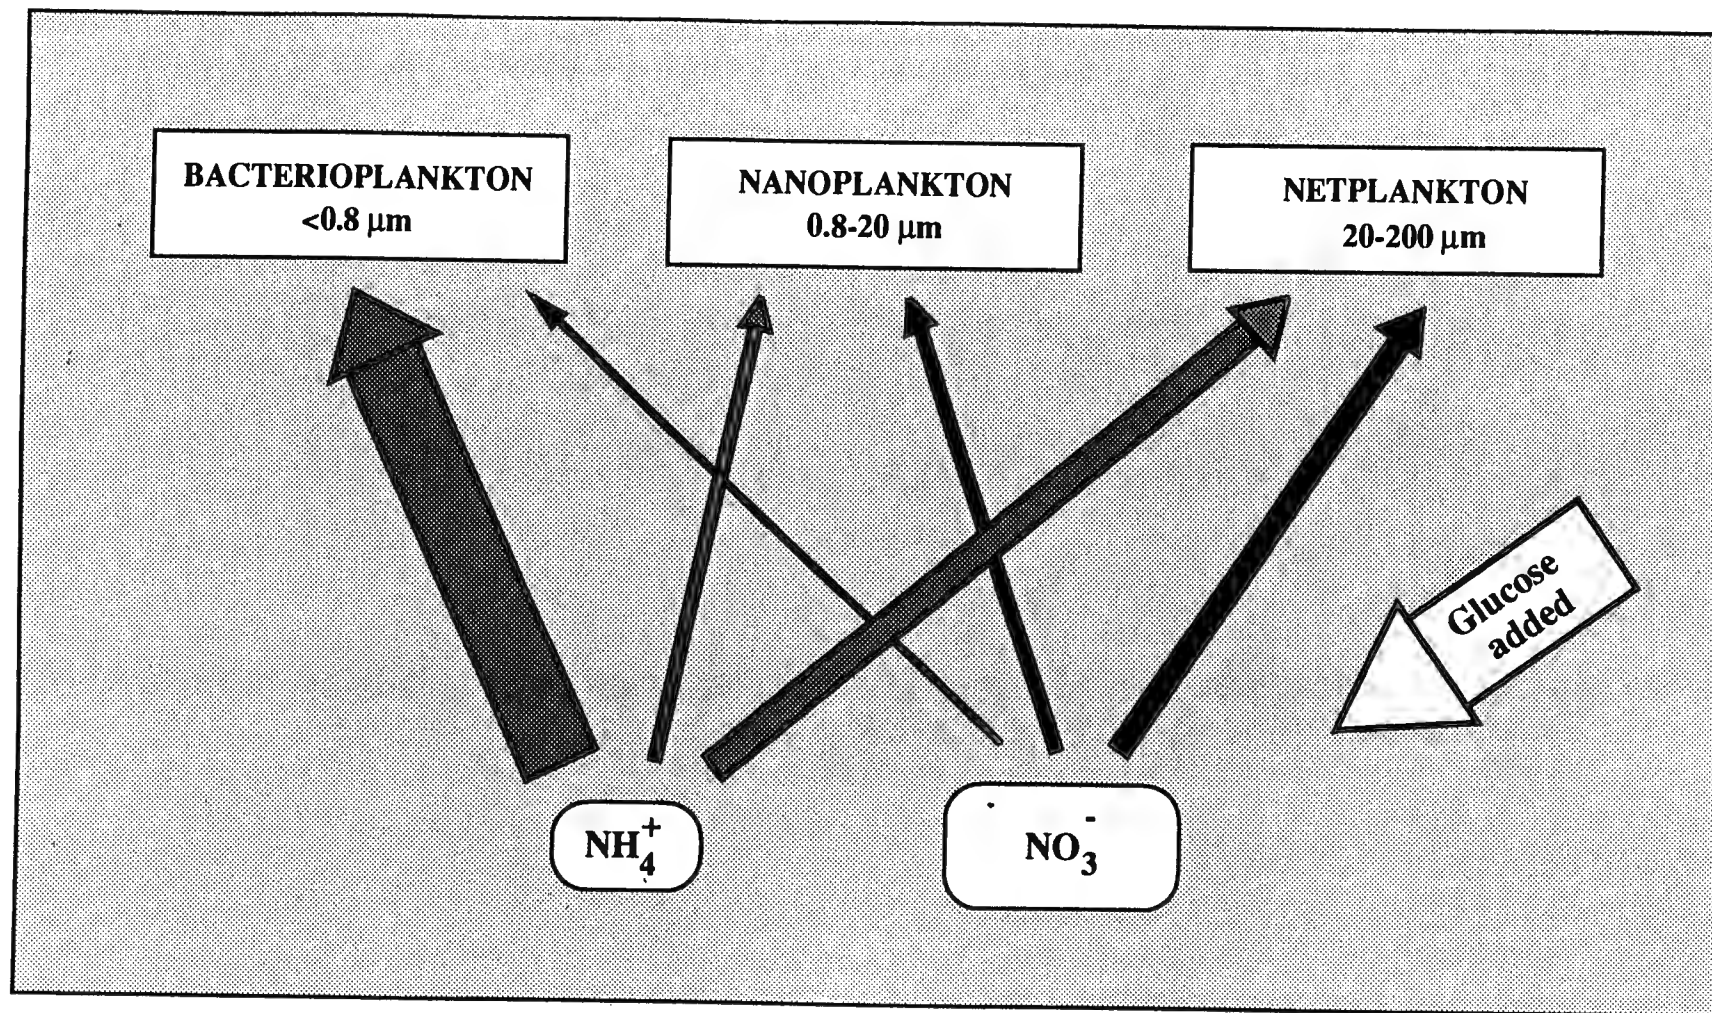 BACTERIOPLANKTON
<0.8 μm
NANOPLANKTON
0.8-20 μm
NETPLANKTON
20-200 μm
Glucose
added
NH₄⁺
NO₃⁻